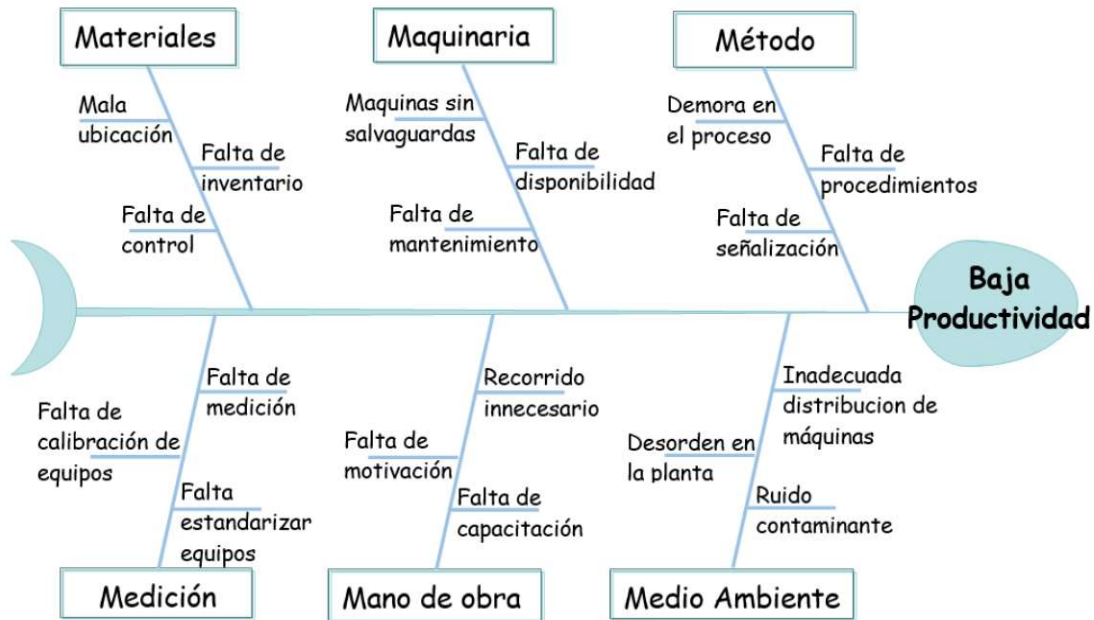 Materiales
Maquinaria
Método
Mala
ubicación
Falta de
inventario
Falta de
control
Maquinas sin
salvaguardas
Falta de
disponibilidad
Falta de
mantenimiento
Demora en
el proceso
Falta de
procedimientos
Falta de
señalización
Baja
Productividad
Falta de
medición
Falta de
calibración de
equipos
Falta
estandarizar
equipos
Recorrido
innecesario
Falta de
motivación
Falta de
capacitación
Inadecuada
distribucion de
máquinas
Desorden en
la planta
Ruido
contaminante
Medición
Mano de obra
Medio Ambiente